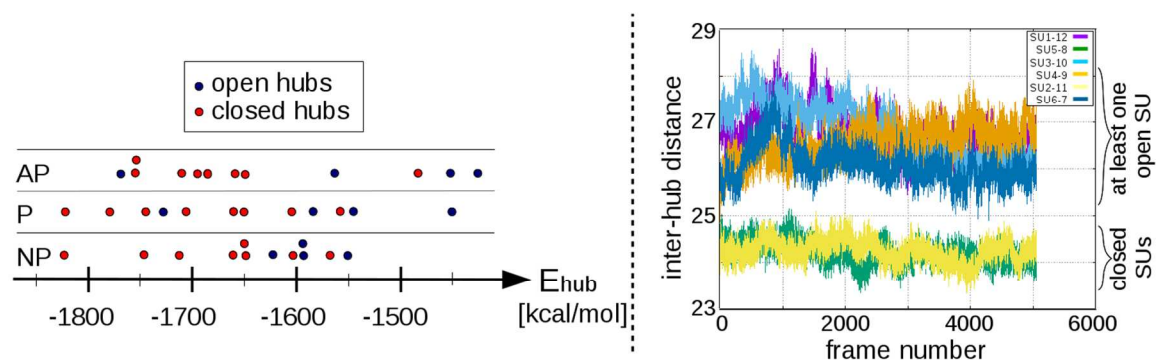 open hubs
closed hubs
AP
P
NP
Ehub
[kcal/mol]
-1800
-1700
-1600
-1500
29
27
25
23
inter-hub distance
SU1-12
SU5-8
SU3-10
SU4-9
SU2-11
SU6-7
at least one
open SU
closed
SUs
0
2000
4000
6000
frame number